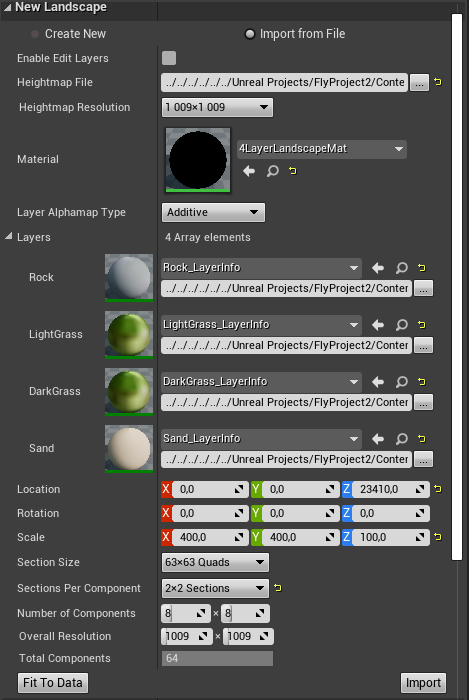 New Landscape
Create New Import from File
Enable Edit Layers
Heightmap File ../../../../../../Unreal Projects/FlyProject2/Conte ...
Heightmap Resolution 1 009×1 009
Material 4LayerLandscapeMat
Layer Alphamap Type Additive
Layers 4 Array elements
Rock Rock_LayerInfo
../../../../../../Unreal Projects/FlyProject2/Conter ...
LightGrass LightGrass_LayerInfo
../../../../../../Unreal Projects/FlyProject2/Conter ...
DarkGrass DarkGrass_LayerInfo
../../../../../../Unreal Projects/FlyProject2/Conter ...
Sand Sand_LayerInfo
../../../../../../Unreal Projects/FlyProject2/Conter ...
Location X 0,0 Y 0,0 Z 23410,0
Rotation X 0,0 Y 0,0 Z 0,0
Scale X 400,0 Y 400,0 Z 100,0
Section Size 63×63 Quads
Sections Per Component 2×2 Sections
Number of Components 8 × 8
Overall Resolution 1009 × 1009
Total Components 64
Fit To Data Import